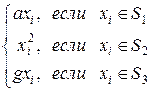 ax_i, если x_i ∈ S_1
x_i^2, если x_i ∈ S_2
gx_i, если x_i ∈ S_3